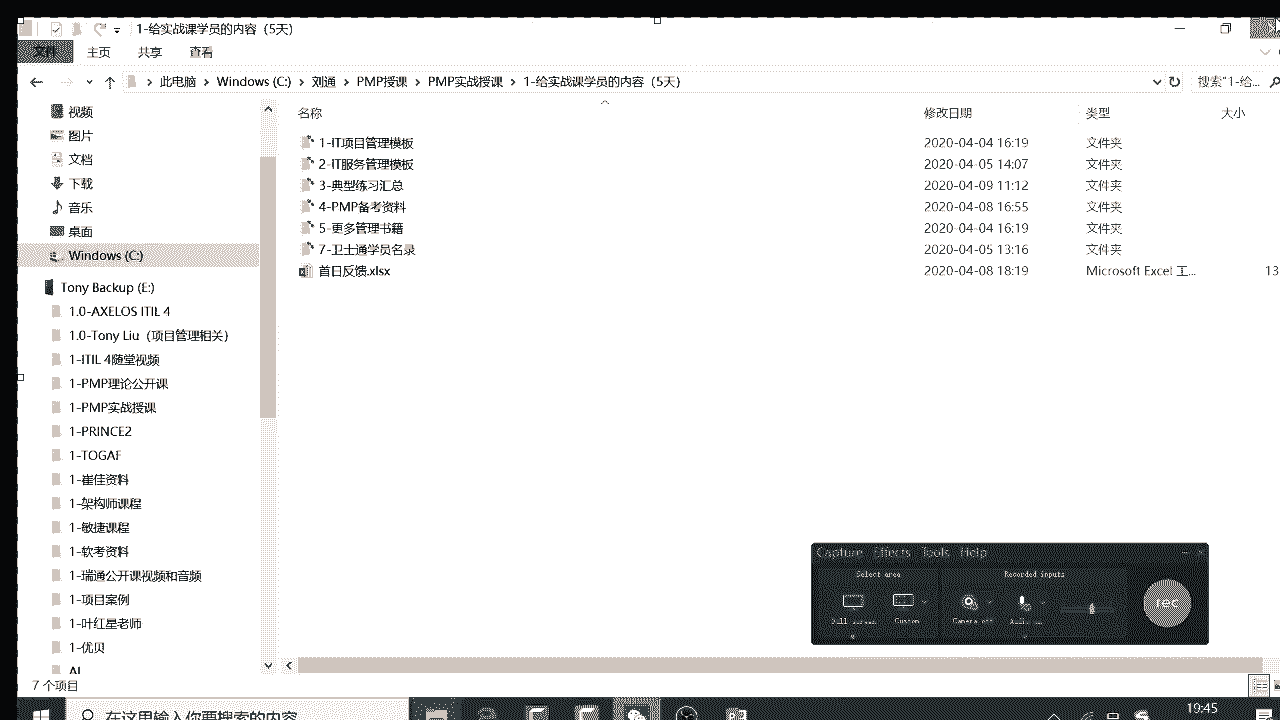 1-给实战课学员的内容（5天）
文件 主页 共享 查看
此电脑 > Windows (C:) > 刘通 > PMP授课 > PMP实战授课 > 1-给实战课学员的内容（5天）
搜索"1-给...
名称 修改日期 类型 大小
1-IT项目管理模板 2020-04-04 16:19 文件夹
2-IT服务管理模板 2020-04-05 14:07 文件夹
3-典型练习汇总 2020-04-09 11:12 文件夹
4-PMP备考资料 2020-04-08 16:55 文件夹
5-更多管理书籍 2020-04-04 16:19 文件夹
7-卫士通学员名录 2020-04-05 13:16 文件夹
首日反馈.xlsx 2020-04-08 18:19 Microsoft Excel 工... 13
视频
图片
文档
下载
音乐
桌面
Windows (C:)
Tony Backup (E:)
1.0-AXELOS ITIL 4
1.0-Tony Liu（项目管理相关）
1-ITIL 4随堂视频
1-PMP理论公开课
1-PMP实战授课
1-PRINCE2
1-TOGAF
1-崔佳资料
1-架构师课程
1-敏捷课程
1-软考资料
1-瑞通公开课视频和音频
1-项目案例
1-叶红星老师
1-优贝
AI
7 个项目
Capture Effects Tools Help
Select area Recorded inputs
Full screen Custom Camera off Audio on
rec
在这里输入你要搜索的内容
19:45